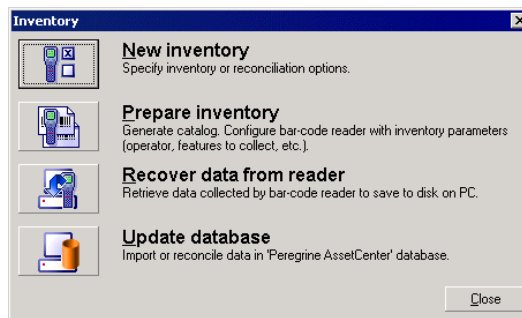 Inventory
New inventory
Specify inventory or reconciliation options.
Prepare inventory
Generate catalog. Configure bar-code reader with inventory parameters
(operator, features to collect, etc.).
Recover data from reader
Retrieve data collected by bar-code reader to save to disk on PC.
Update database
Import or reconcile data in 'Peregrine AssetCenter' database.
Close